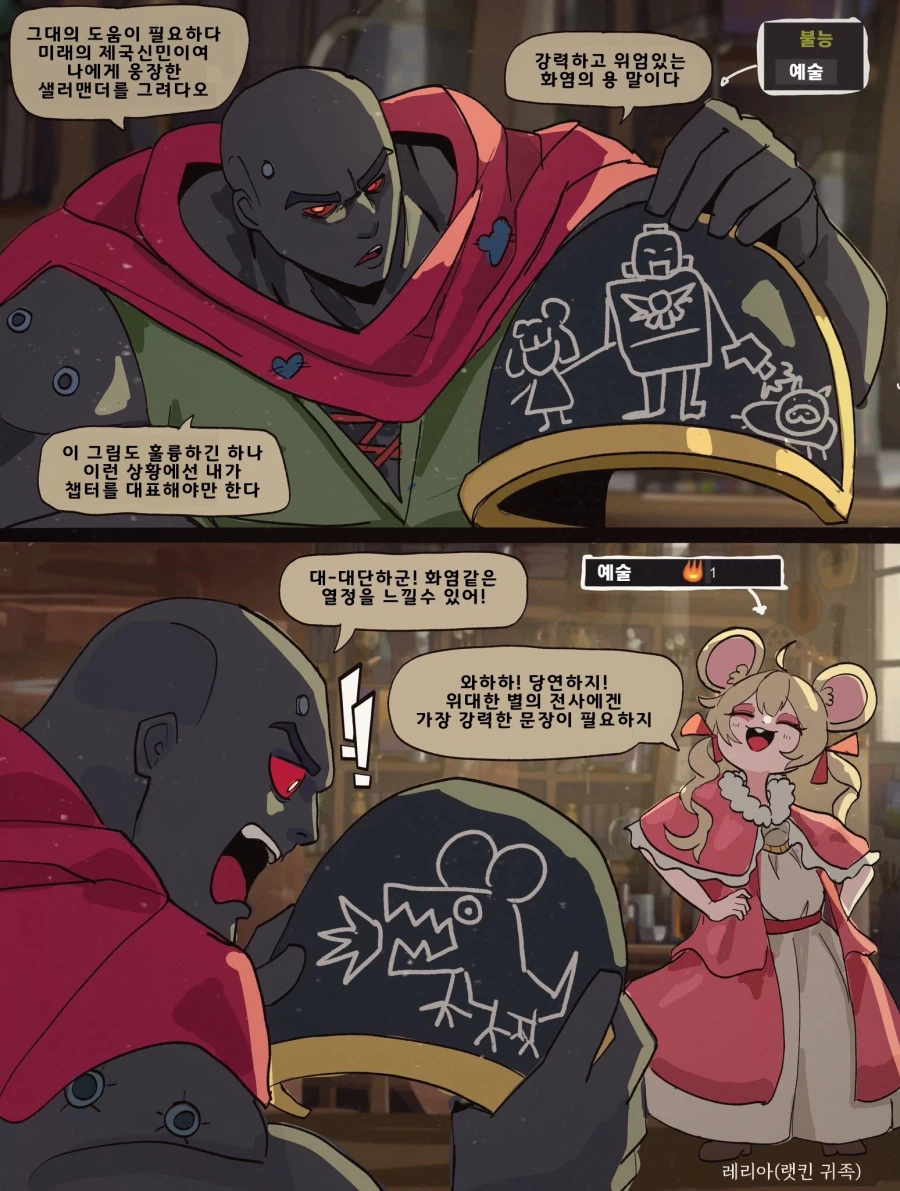 그대의 도움이 필요하다
미래의 제국신민이여
나에게 웅장한
샐러맨더를 그려다오
강력하고 위엄있는
화염의 용 말이다
불능
예술
이 그림도 훌륭하긴 하나
이런 상황에선 내가
챕터를 대표해야만 한다
대-대단하군! 화염같은
열정을 느낄수 있어!
예술 1
와하하! 당연하지!
위대한 별의 전사에겐
가장 강력한 문장이 필요하지
레리아(랫킨 귀족)